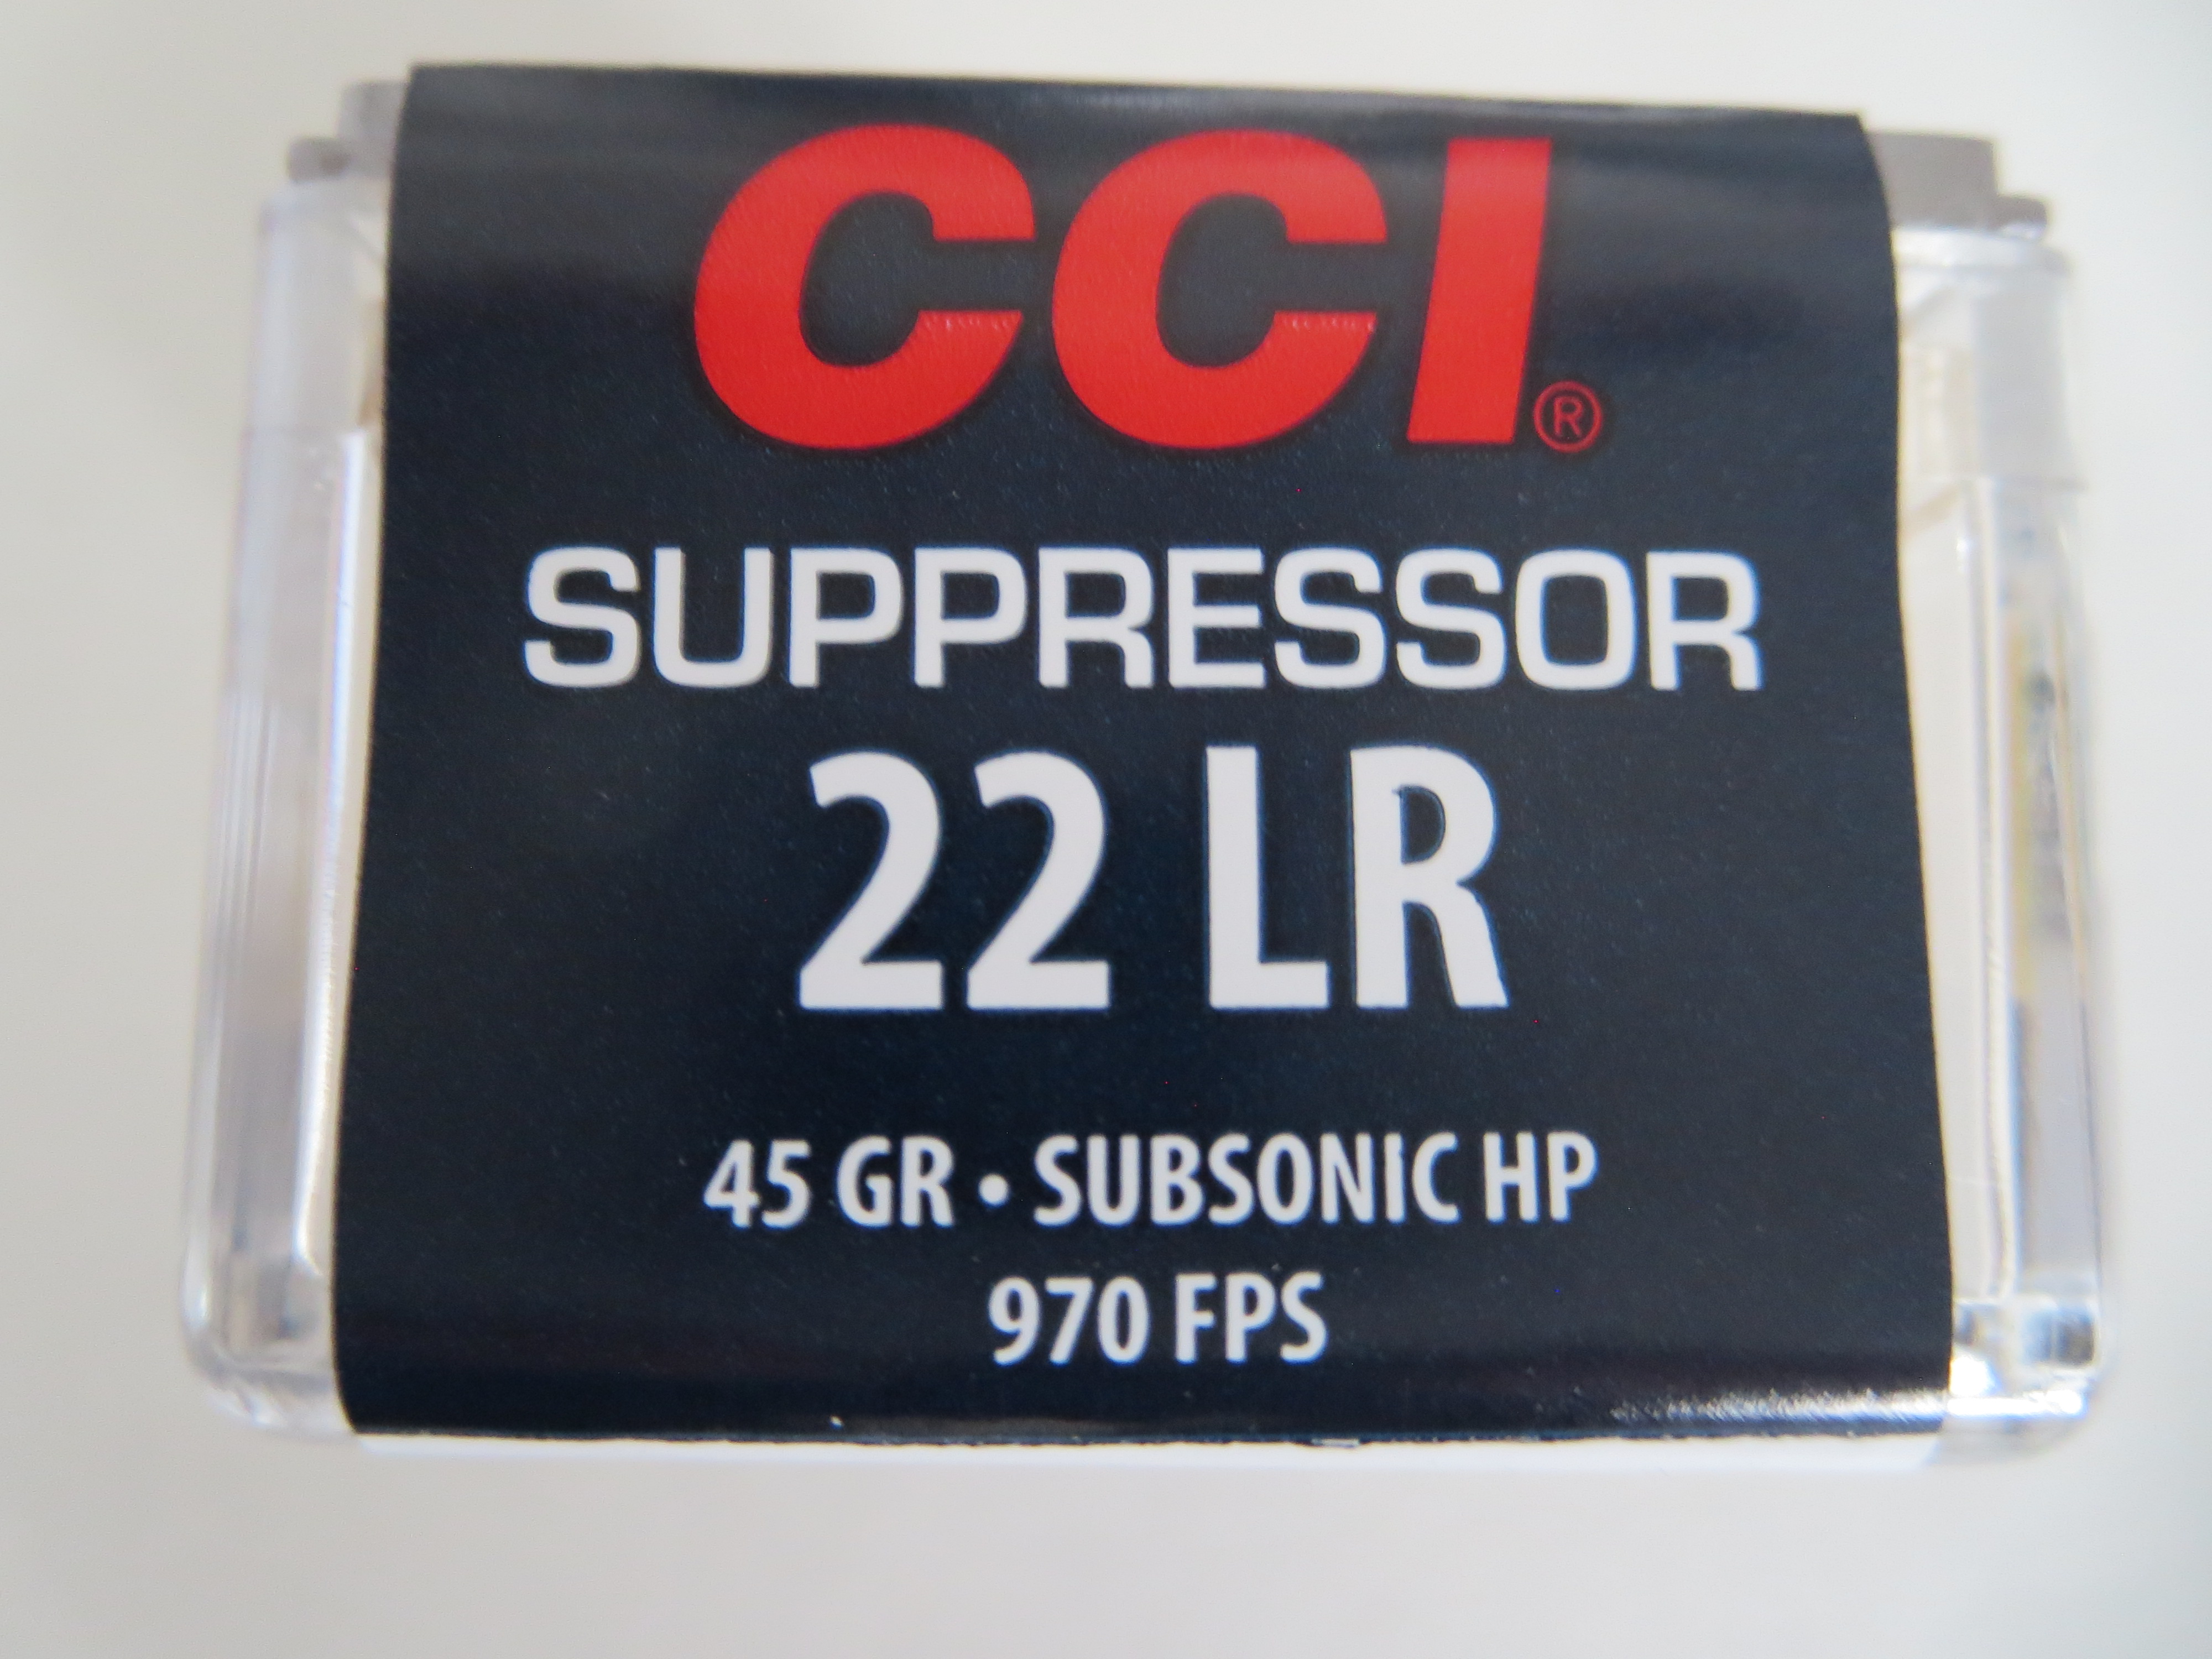 CCI®
SUPPRESSOR
22 LR
45 GR • SUBSONIC HP
970 FPS